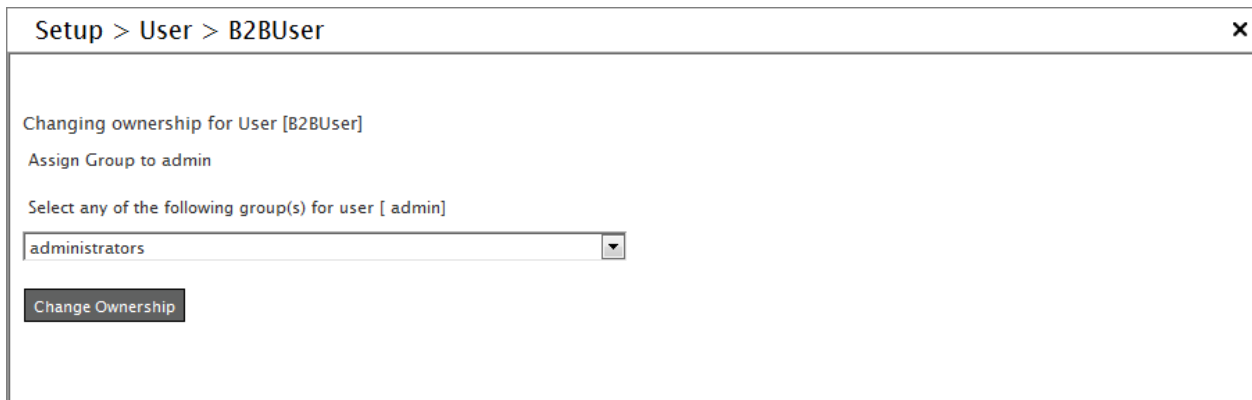 Setup > User > B2BUser
Changing ownership for User [B2BUser]
Assign Group to admin
Select any of the following group(s) for user [ admin]
administrators
Change Ownership